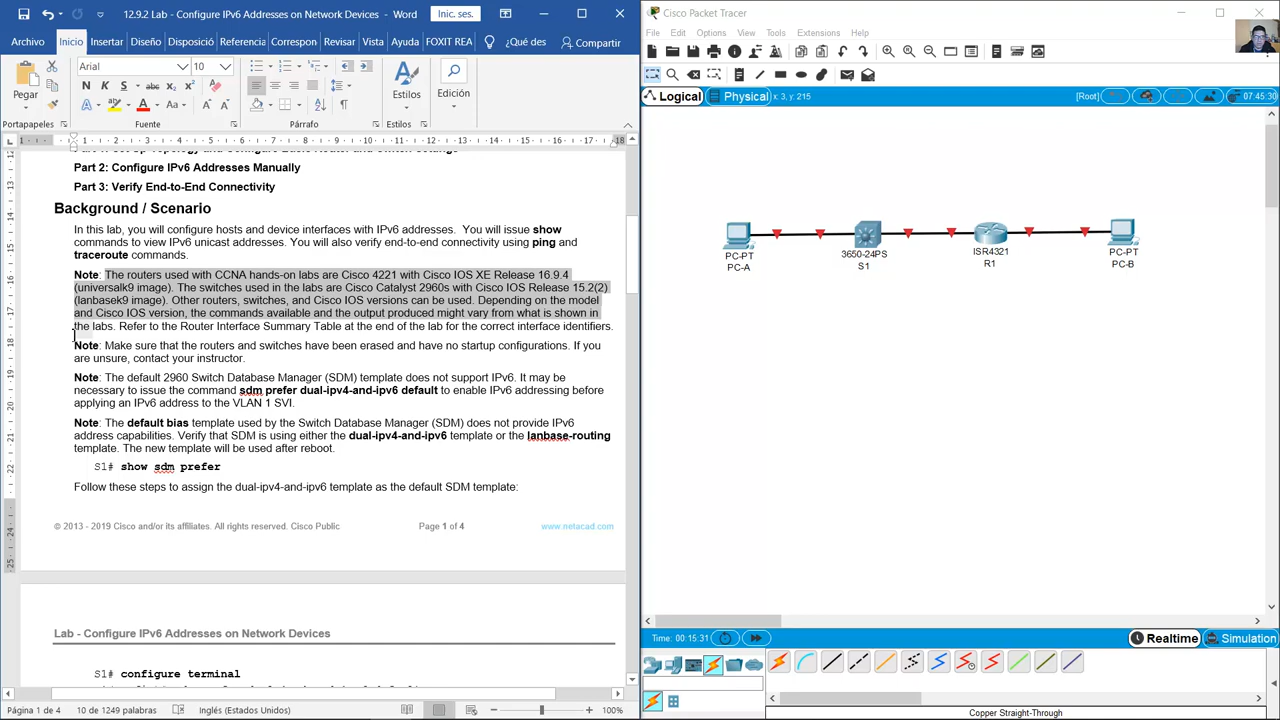 12.9.2 Lab - Configure IPv6 Addresses on Network Devices
Inic. ses.
Archivo Inicio Diseño Disposició Referencia Correspon Revisar Vista Ayuda FOXIT REA ¿Qué des Compartir
Arial 10
Pegar
Estilos
Edición
Portapapeles Fuente Párrafo Estilos
Part 2: Configure IPv6 Addresses Manually
Part 3: Verify End-to-End Connectivity
Background / Scenario
In this lab, you will configure hosts and device interfaces with IPv6 addresses. You will issue show
commands to view IPv6 unicast addresses. You will also verify end-to-end connectivity using ping and
traceroute commands.
Note: The routers used with CCNA hands-on labs are Cisco 4221 with Cisco IOS XE Release 16.9.4
(universalk9 image). The switches used in the labs are Cisco Catalyst 2960s with Cisco IOS Release 15.2(2)
(lanbasek9 image). Other routers, switches, and Cisco IOS versions can be used. Depending on the model
and Cisco IOS version, the commands available and the output produced might vary from what is shown in
the labs. Refer to the Router Interface Summary Table at the end of the lab for the correct interface identifiers.
Note: Make sure that the routers and switches have been erased and have no startup configurations. If you
are unsure, contact your instructor.
Note: The default 2960 Switch Database Manager (SDM) template does not support IPv6. It may be
necessary to issue the command sdm prefer dual-ipv4-and-ipv6 default to enable IPv6 addressing before
applying an IPv6 address to the VLAN 1 SVI.
Note: The default bias template used by the Switch Database Manager (SDM) does not provide IPv6
address capabilities. Verify that SDM is using either the dual-ipv4-and-ipv6 template or the lanbase-routing
template. The new template will be used after reboot.
S1# show sdm prefer
Follow these steps to assign the dual-ipv4-and-ipv6 template as the default SDM template:
© 2013 - 2019 Cisco and/or its affiliates. All rights reserved. Cisco Public Page 1 of 4 www.netacad.com
Lab - Configure IPv6 Addresses on Network Devices
S1# configure terminal
Página 1 de 4 10 de 1249 palabras Inglés (Estados Unidos) 100%
Cisco Packet Tracer
File Edit Options View Tools Extensions Help
Logical Physical x: 3, y: 215 [Root] 07:45:30
PC-PT
PC-A
3650-24PS
S1
ISR4321
R1
PC-PT
PC-B
Time: 00:15:31 Realtime Simulation
Copper Straight-Through